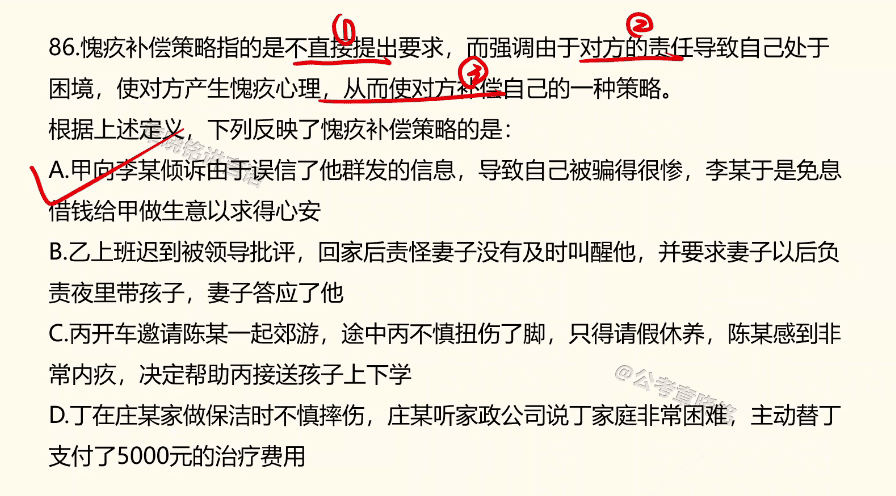 ① ②
86.愧疚补偿策略指的是不直接提出要求，而强调由于对方的责任导致自己处于
③
困境，使对方产生愧疚心理，从而使对方补偿自己的一种策略。
根据上述定义，下列反映了愧疚补偿策略的是：
A.甲向李某倾诉由于误信了他群发的信息，导致自己被骗得很惨，李某于是免息
借钱给甲做生意以求得心安
B.乙上班迟到被领导批评，回家后责怪妻子没有及时叫醒他，并要求妻子以后负
责夜里带孩子，妻子答应了他
C.丙开车邀请陈某一起郊游，途中丙不慎扭伤了脚，只得请假休养，陈某感到非
常内疚，决定帮助丙接送孩子上下学
@公考
D.丁在庄某家做保洁时不慎摔伤，庄某听家政公司说丁家庭非常困难，主动替丁
支付了5000元的治疗费用